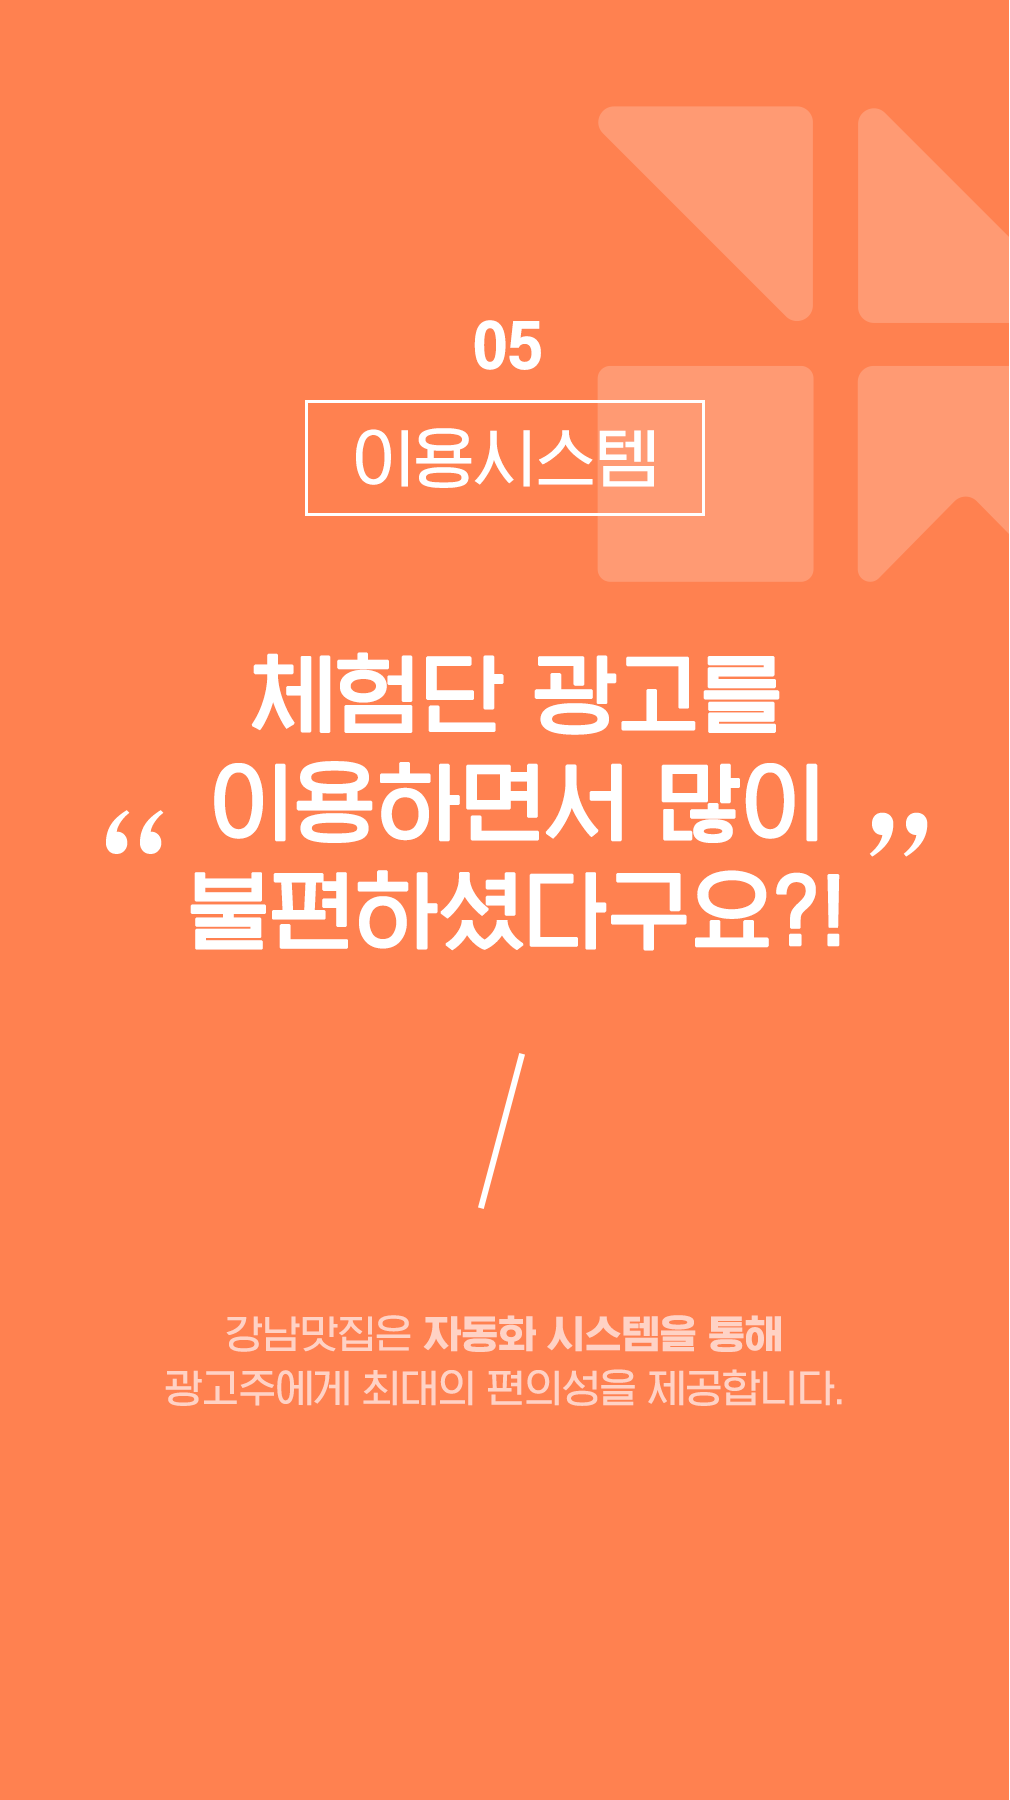 05
이용시스템
체험단 광고를
“ 이용하면서 많이 ”
불편하셨다구요?!
강남맛집은 자동화 시스템을 통해
광고주에게 최대의 편의성을 제공합니다.